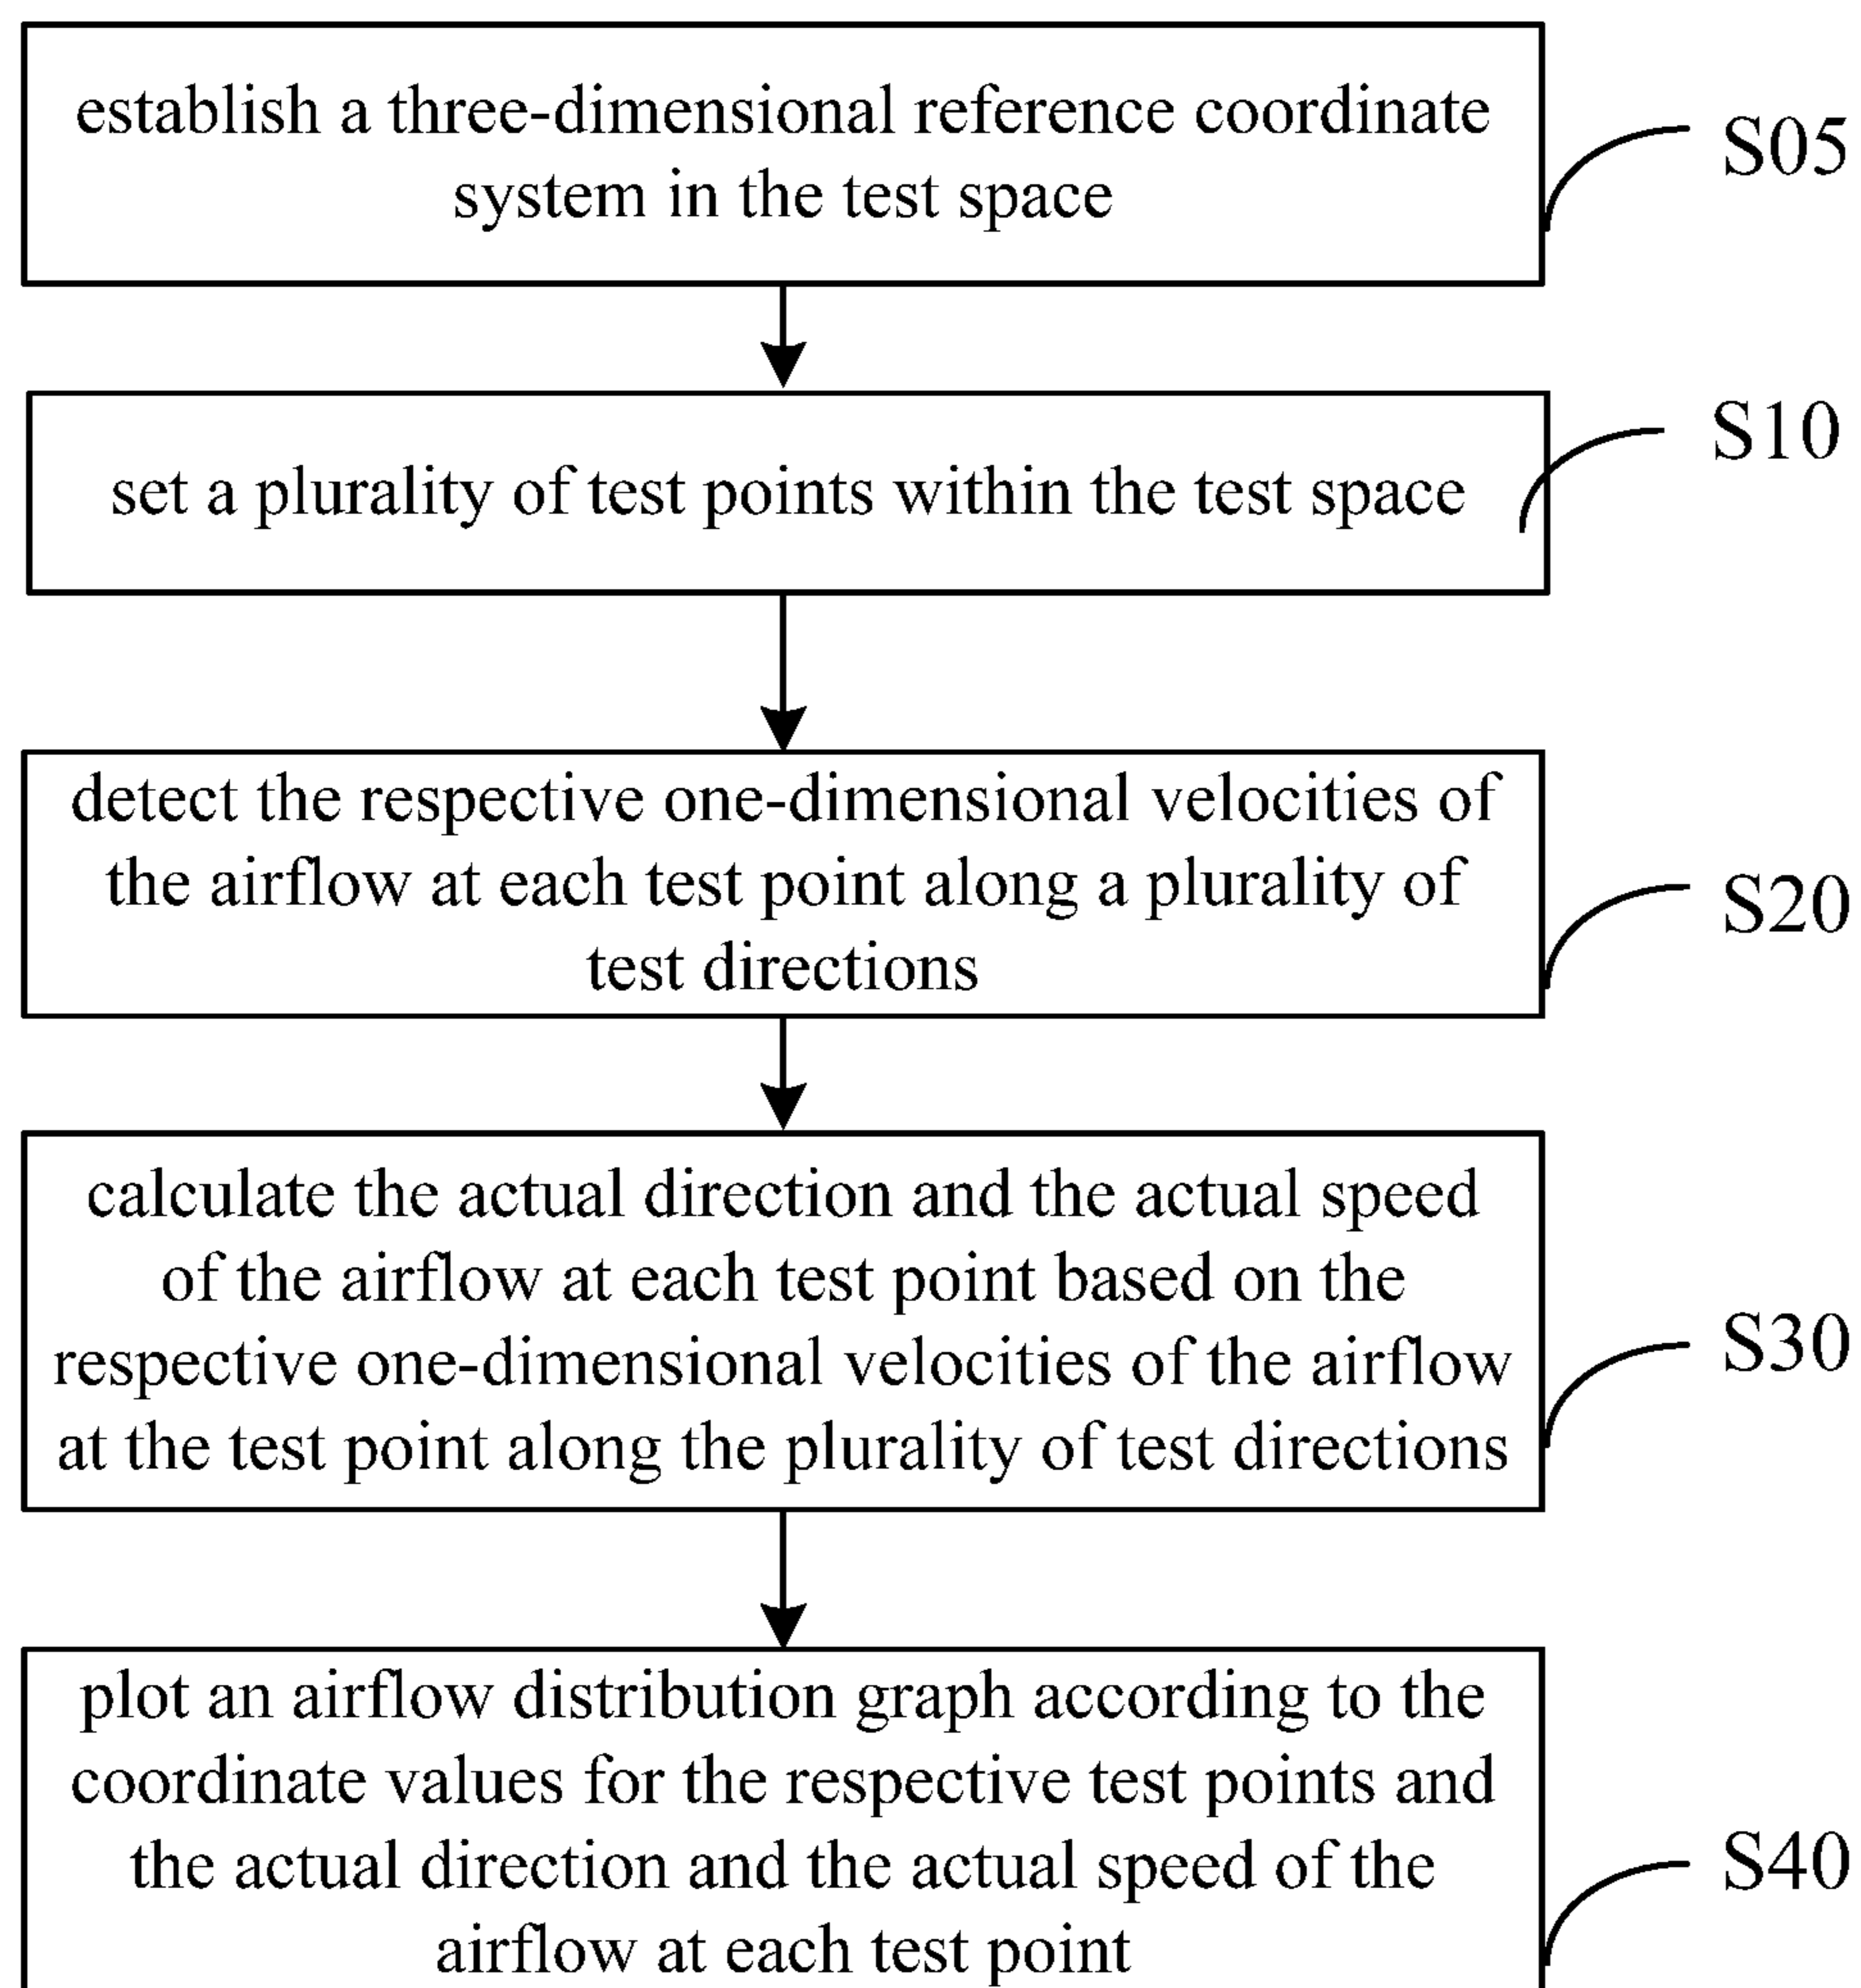 establish a three-dimensional reference coordinate
system in the test space
S05
set a plurality of test points within the test space
S10
detect the respective one-dimensional velocities of
the airflow at each test point along a plurality of
test directions
S20
calculate the actual direction and the actual speed
of the airflow at each test point based on the
respective one-dimensional velocities of the airflow
at the test point along the plurality of test directions
S30
plot an airflow distribution graph according to the
coordinate values for the respective test points and
the actual direction and the actual speed of the
airflow at each test point
S40